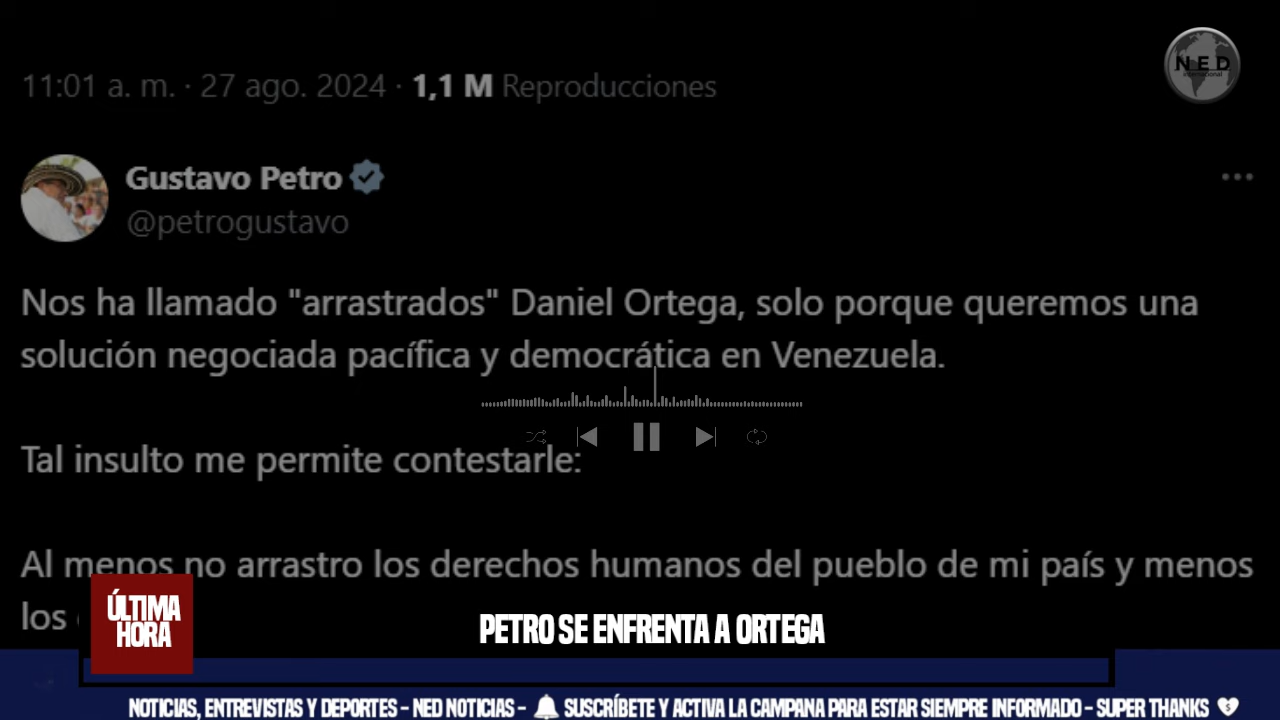 11:01 a. m. · 27 ago. 2024 · 1,1 M Reproducciones
NED
internacional
Gustavo Petro
@petrogustavo
Nos ha llamado "arrastrados" Daniel Ortega, solo porque queremos una
solución negociada pacífica y democrática en Venezuela.
Tal insulto me permite contestarle:
Al menos no arrastro los derechos humanos del pueblo de mi país y menos
los
ÚLTIMA
HORA
PETRO SE ENFRENTA A ORTEGA
NOTICIAS, ENTREVISTAS Y DEPORTES - NED NOTICIAS - SUSCRÍBETE Y ACTIVA LA CAMPANA PARA ESTAR SIEMPRE INFORMADO - SUPER THANKS